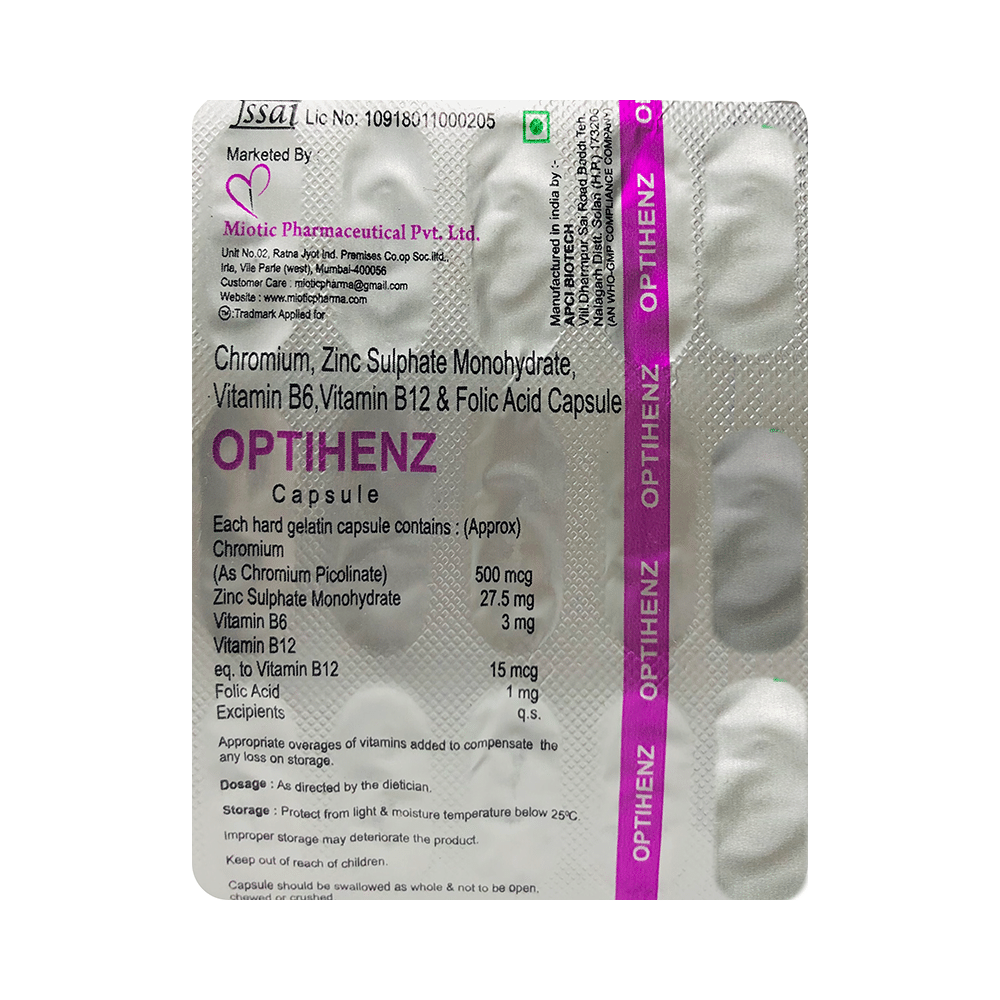 fssai Lic No: 10918011000205
Marketed By
Miotic Pharmaceutical Pvt. Ltd.
Unit No.02, Ratna Jyot Ind. Premises Co.op Soc.
Irla, Vile Parle (west), Mumbai-400056
Customer Care : mioticpharma@gmail.com
Website : www.mioticpharma.com
TM:Tradmark Applied for
Manufactured in india by :-
APCI BIOTECH
Vill.Dharmpur Sai Road Baddi Teh.
Nalagarh Distt. Solan (H.P.) 173205
(AN WHO-GMP COMPLIANCE COMPANY)
Chromium, Zinc Sulphate Monohydrate,
Vitamin B6,Vitamin B12 & Folic Acid Capsule
OPTIHENZ
Capsule
Each hard gelatin capsule contains : (Approx)
Chromium
(As Chromium Picolinate) 500 mcg
Zinc Sulphate Monohydrate 27.5 mg
Vitamin B6 3 mg
Vitamin B12
eq. to Vitamin B12 15 mcg
Folic Acid 1 mg
Excipients q.s.
Appropriate overages of vitamins added to compensate the
any loss on storage.
Dosage : As directed by the dietician.
Storage : Protect from light & moisture temperature below 25°C.
Improper storage may deteriorate the product.
Keep out of reach of children.
Capsule should be swallowed as whole & not to be open,
chewed or crushed
O
OPTIHENZ
OPTIHENZ
OPTIHENZ
OPTIHENZ